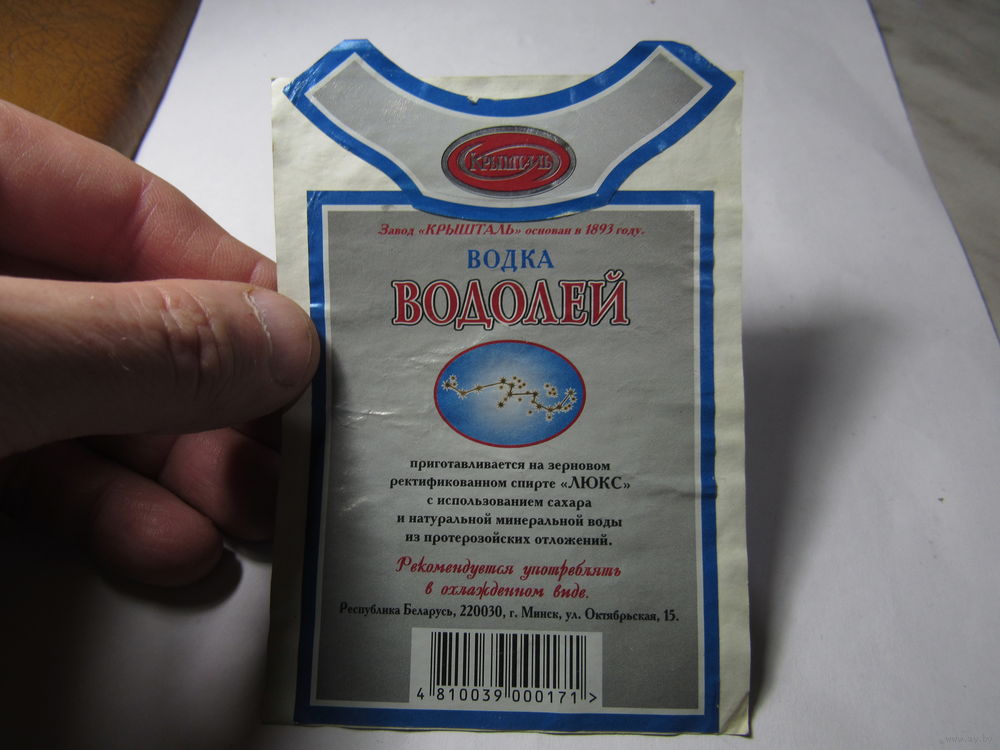 КРЫШТАЛЬ
Завод «КРЫШТАЛЬ» основан в 1893 году.
ВОДКА
ВОДОЛЕЙ
приготавливается на зерновом
ректификованном спирте «ЛЮКС»
с использованием сахара
и натуральной минеральной воды
из протерозойских отложений.
Рекомендуется употреблять
в охлажденном виде.
Республика Беларусь, 220030, г. Минск, ул. Октябрьская, 15.
4 810039 000171 >